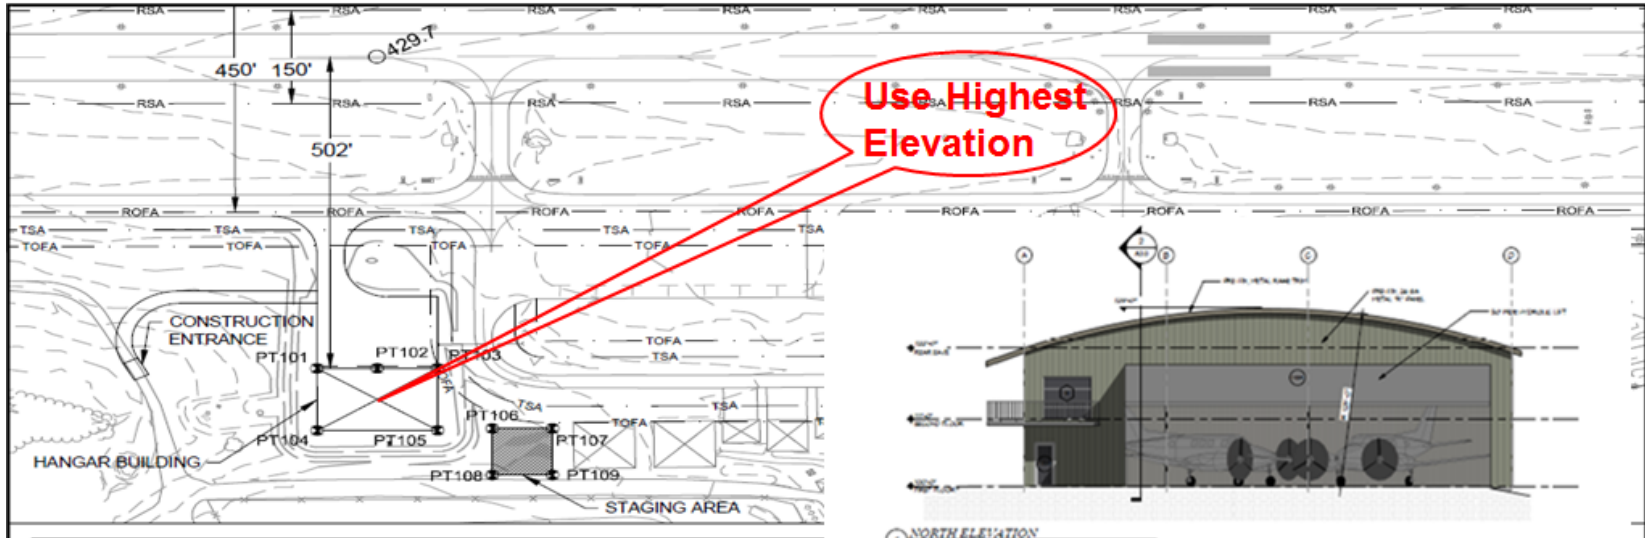 RSA RSA RSA RSA RSA RSA RSA RSA
429.7
450' 150'
RSA RSA RSA RSA RSA RSA RSA RSA
Use Highest
Elevation
502'
ROFA ROFA ROFA ROFA ROFA ROFA ROFA ROFA
TSA TSA TSA TSA TSA
TOFA TOFA TOFA TOFA
2
A B C D
CONSTRUCTION
ENTRANCE
TOFA
TSA
PT101 PT102 PT103
TOFA
TSA TSA
PT106
TOFA TOFA
PT104 PT105 PT107
HANGAR BUILDING
PT108 PT109
STAGING AREA
NORTH ELEVATION